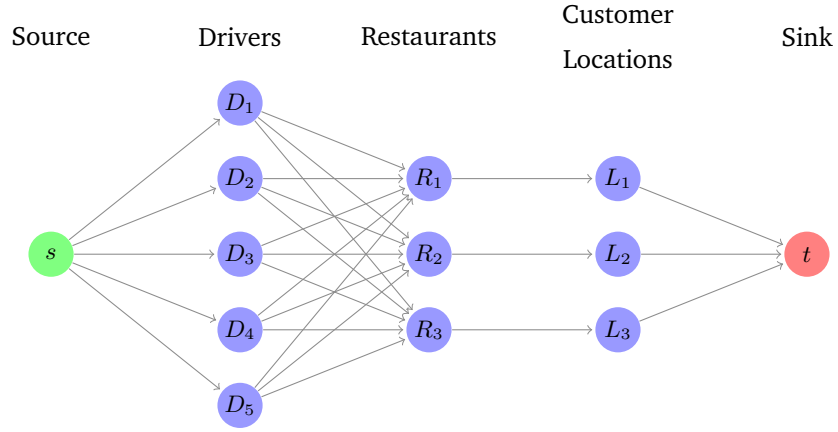 Source
Drivers
Restaurants
Customer
Locations
Sink
D₁
D₂
D₃
D₄
D₅
s
R₁
R₂
R₃
L₁
L₂
L₃
t